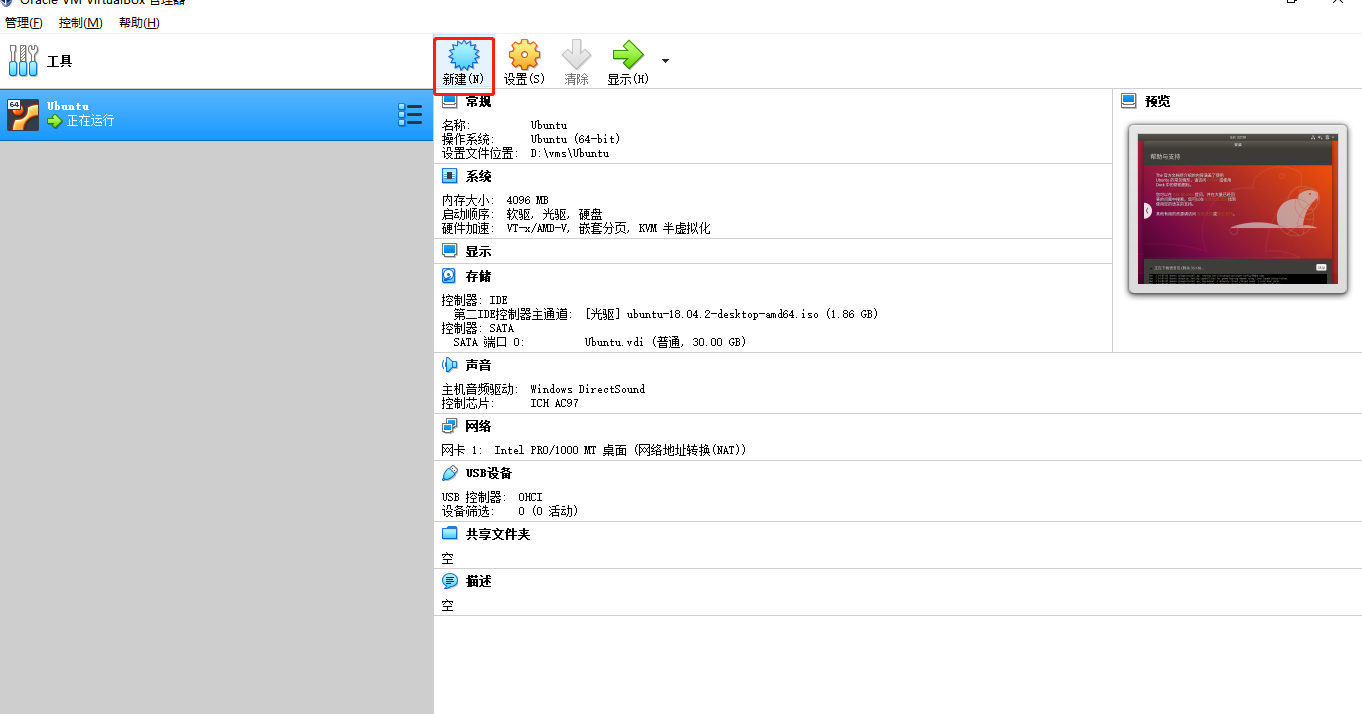 Oracle VM VirtualBox 管理器
管理(F) 控制(M) 帮助(H)
工具
新建(N) 设置(S) 清除 显示(H)
64
Ubuntu
正在运行
常规
名称: Ubuntu
操作系统: Ubuntu (64-bit)
设置文件位置: D:\vms\Ubuntu
系统
内存大小: 4096 MB
启动顺序: 软驱, 光驱, 硬盘
硬件加速: VT-x/AMD-V, 嵌套分页, KVM 半虚拟化
显示
存储
控制器: IDE
第二IDE控制器主通道: [光驱] ubuntu-18.04.2-desktop-amd64.iso (1.86 GB)
控制器: SATA
SATA 端口 0: Ubuntu.vdi (普通, 30.00 GB)
声音
主机音频驱动: Windows DirectSound
控制芯片: ICH AC97
网络
网卡 1: Intel PRO/1000 MT 桌面 (网络地址转换(NAT))
USB设备
USB 控制器: OHCI
设备筛选: 0 (0 活动)
共享文件夹
空
描述
空
预览
帮助与支持